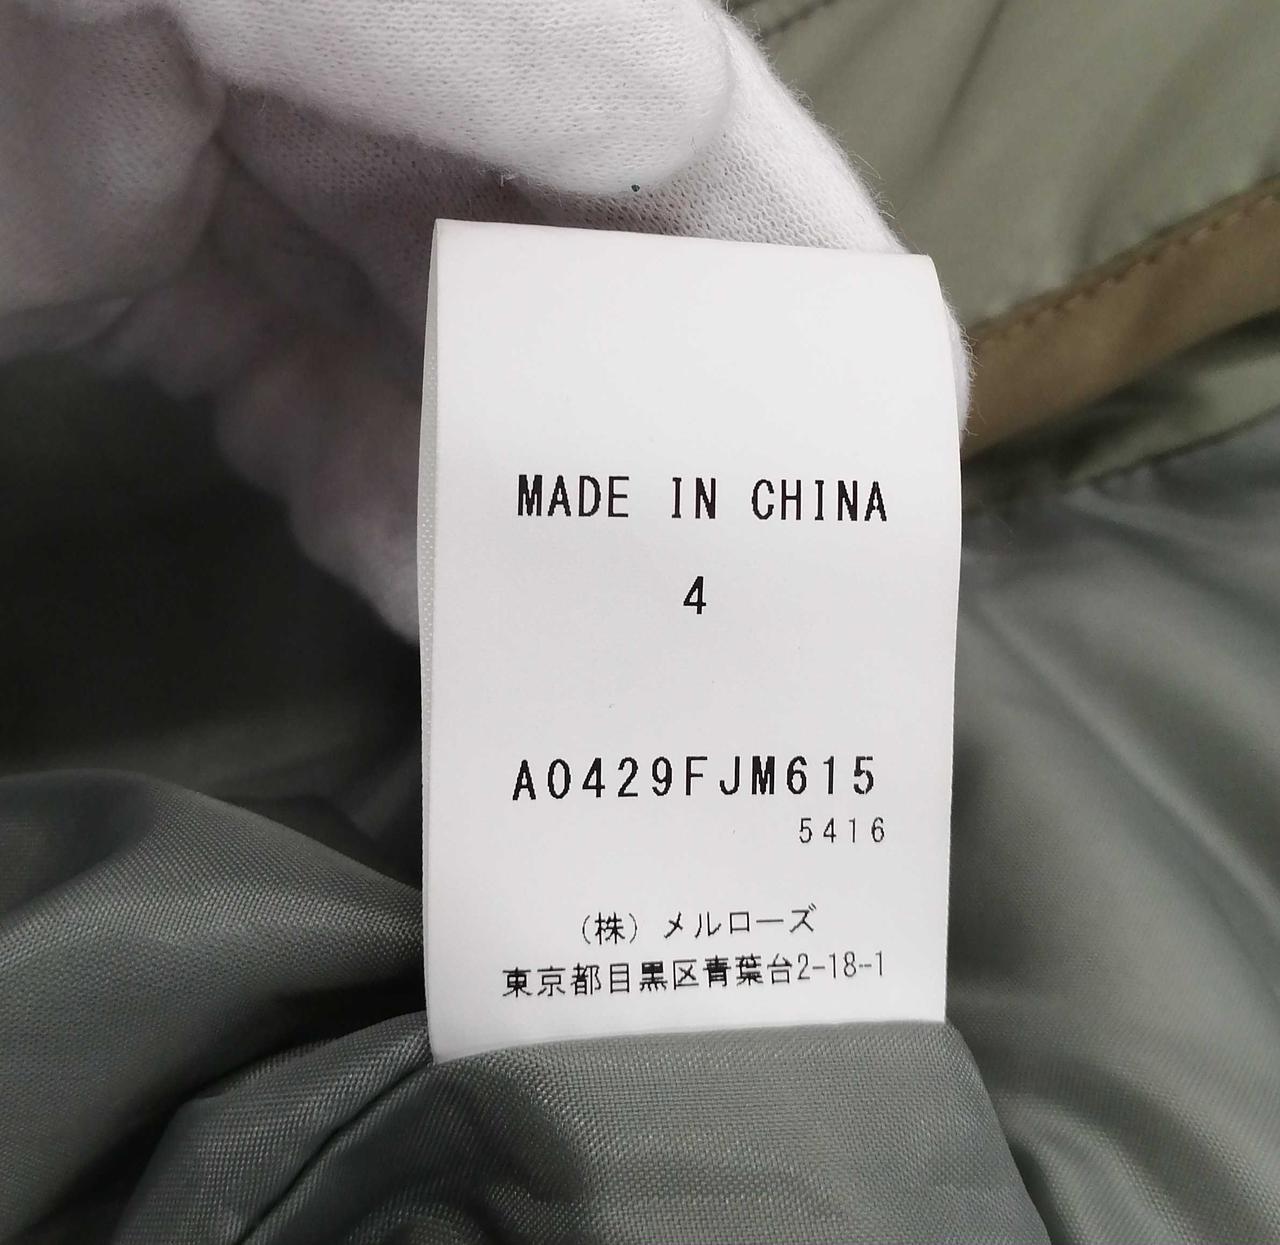 MADE IN CHINA
4
A0429FJM615
5416
(株) メルローズ
東京都目黒区青葉台2-18-1